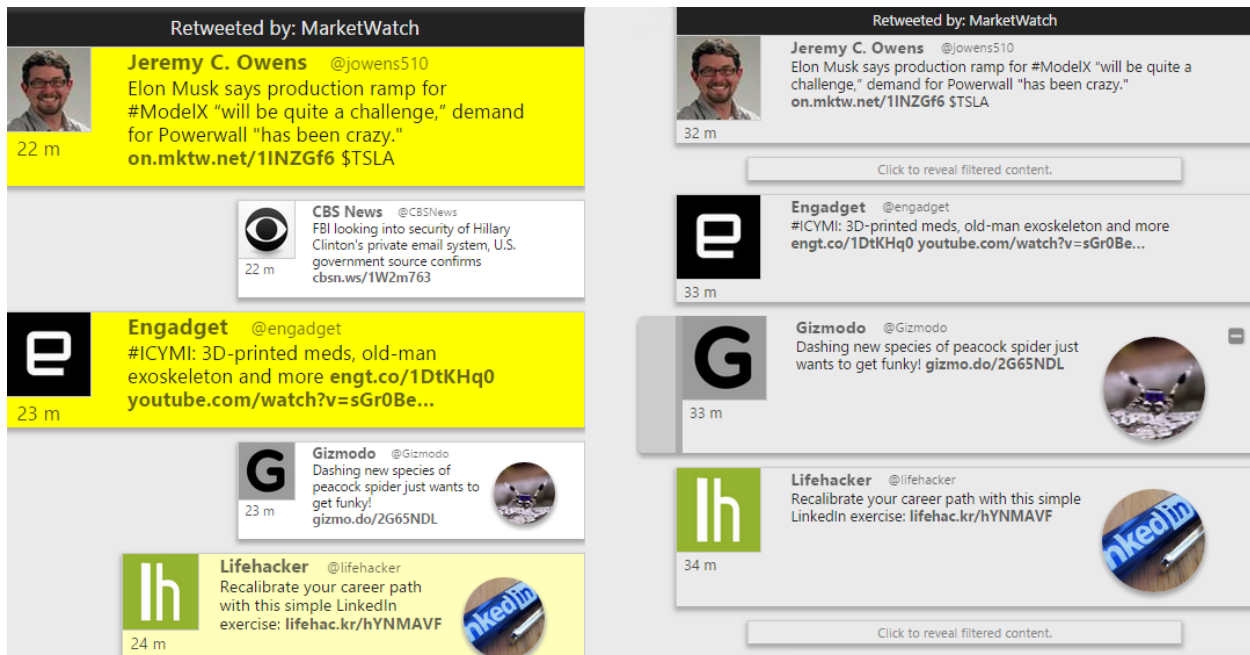 Retweeted by: MarketWatch
Jeremy C. Owens @jowens510
Elon Musk says production ramp for
#ModelX “will be quite a challenge,” demand
for Powerwall "has been crazy."
on.mktw.net/1INZGf6 $TSLA
22 m
CBS News @CBSNews
FBI looking into security of Hillary
Clinton's private email system, U.S.
government source confirms
cbsn.ws/1W2m763
22 m
Engadget @engadget
#ICYMI: 3D-printed meds, old-man
exoskeleton and more engt.co/1DtKHq0
youtube.com/watch?v=sGr0Be...
23 m
G
Gizmodo @Gizmodo
Dashing new species of
peacock spider just wants to
get funky!
gizmo.do/2G65NDL
23 m
lh
Lifehacker @lifehacker
Recalibrate your career path
with this simple LinkedIn
exercise: lifehac.kr/hYNMAVF
24 m
nkedin
Retweeted by: MarketWatch
Jeremy C. Owens @jowens510
Elon Musk says production ramp for #ModelX “will be quite a
challenge,” demand for Powerwall "has been crazy."
on.mktw.net/1INZGf6 $TSLA
32 m
Click to reveal filtered content.
Engadget @engadget
#ICYMI: 3D-printed meds, old-man exoskeleton and more
engt.co/1DtKHq0 youtube.com/watch?v=sGr0Be...
33 m
G
Gizmodo @Gizmodo
Dashing new species of peacock spider just
wants to get funky! gizmo.do/2G65NDL
33 m
lh
Lifehacker @lifehacker
Recalibrate your career path with this simple
LinkedIn exercise: lifehac.kr/hYNMAVF
34 m
nkedin
Click to reveal filtered content.